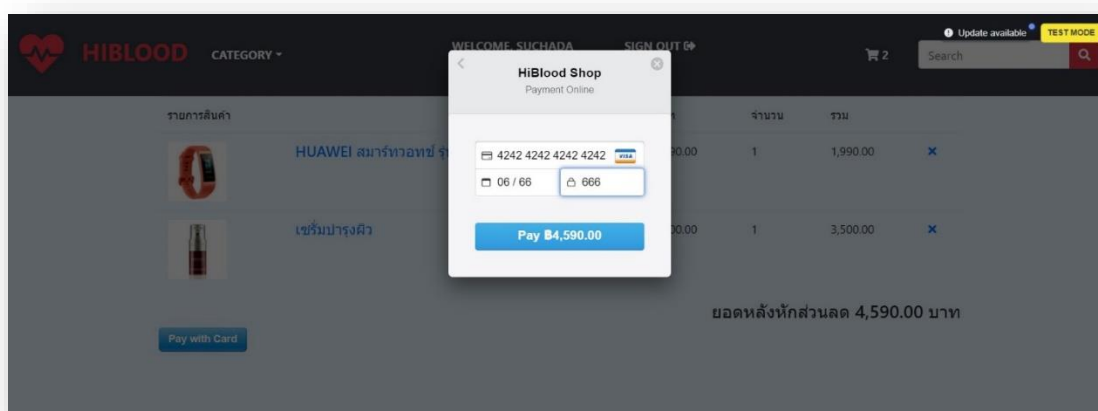 Update available
TEST MODE
HIBLOOD
CATEGORY
WELCOME, SUCHADA
SIGN OUT
2
Search
HiBlood Shop
Payment Online
รายการสินค้า
จำนวน
รวม
HUAWEI สมาร์ทวอทช์
4242 4242 4242 4242
VISA
90.00
1
1,990.00
06 / 66
666
เซรั่มบำรุงผิว
Pay ฿4,590.00
00.00
1
3,500.00
ยอดหลังหักส่วนลด 4,590.00 บาท
Pay with Card